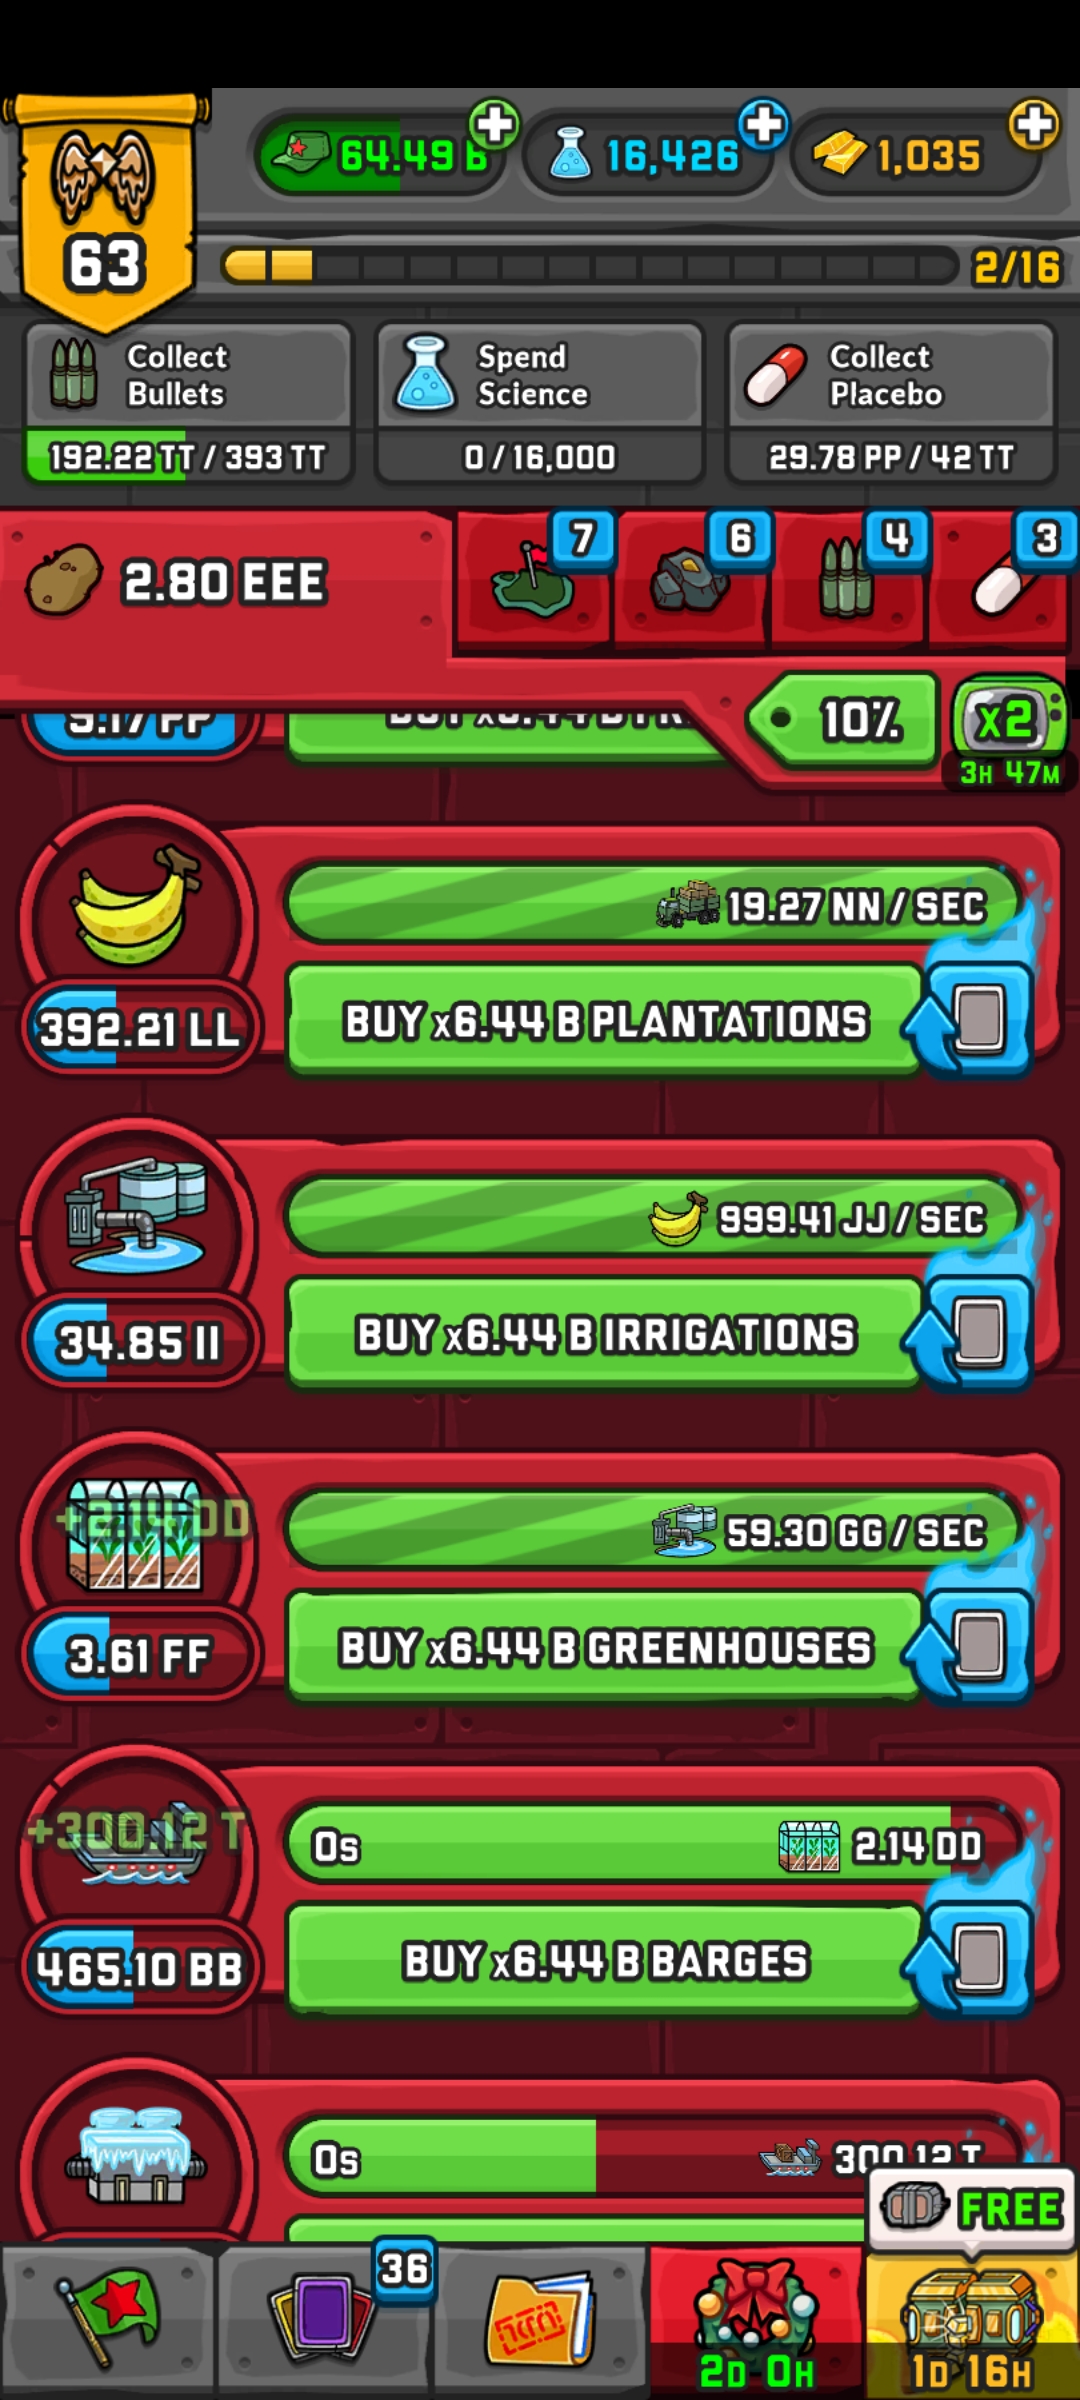 64.49 B
16,426
1,035
63
2/16
Collect
Bullets
192.22 TT / 393 TT
Spend
Science
0 / 16,000
Collect
Placebo
29.78 PP / 42 TT
2.80 EEE
7
6
4
3
10%
x2
3H 47M
19.27 NN / SEC
392.21 LL
BUY x6.44 B PLANTATIONS
999.41 JJ / SEC
34.85 II
BUY x6.44 B IRRIGATIONS
+2.14 DD
59.30 GG / SEC
3.61 FF
BUY x6.44 B GREENHOUSES
+300.12 T
0s
2.14 DD
465.10 BB
BUY x6.44 B BARGES
0s
300.12 T
FREE
36
2D 0H
1D 16H